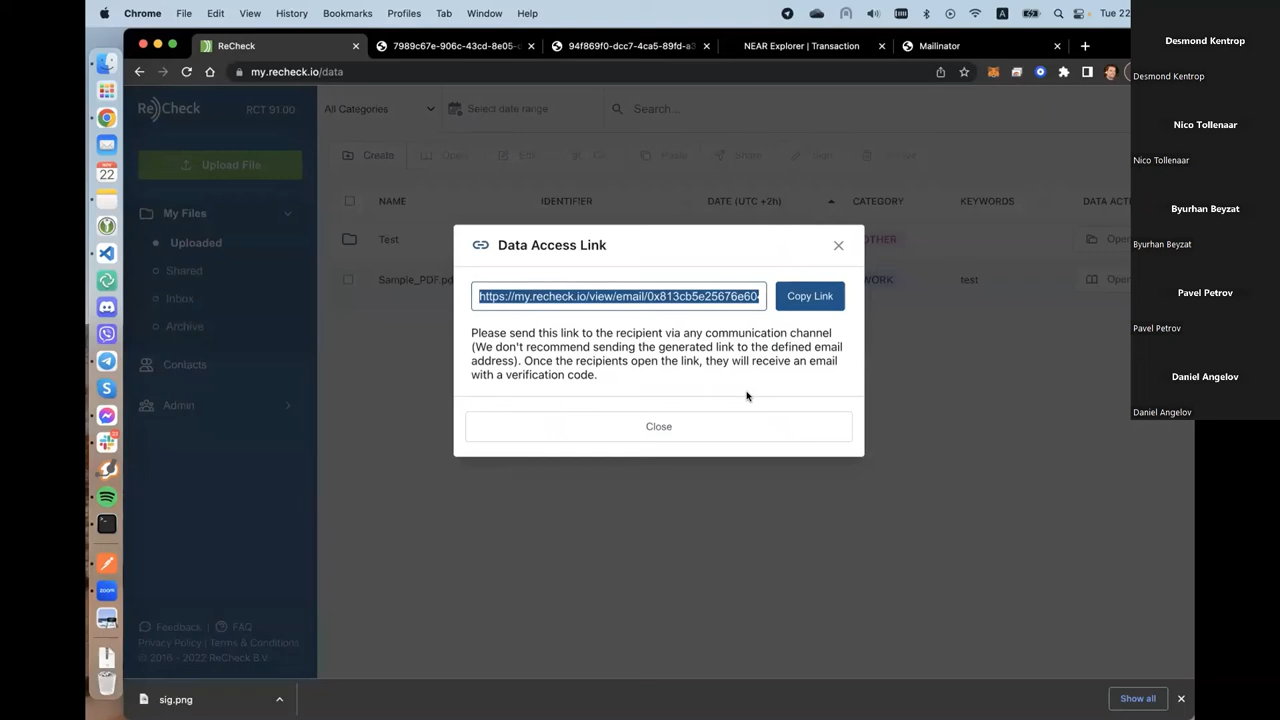 Chrome File Edit View History Bookmarks Profiles Tab Window Help
A
Tue 22
ReCheck
7989c67e-906c-43cd-8e05-
94f869f0-dcc7-4ca5-89fd-a3
NEAR Explorer | Transaction
Mailinator
my.recheck.io/data
Re)Check
RCT 91.00
All Categories
Select date range
Search...
Upload File
Create
Edit
Share
My Files
NAME
IDENTIFIER
DATE (UTC +2h)
CATEGORY
KEYWORDS
DATA ACT
Uploaded
Test
OTHER
Open
Shared
Sample_PDF.pd
WORK
test
Open
Inbox
Archive
Contacts
Admin
Data Access Link
https://my.recheck.io/view/email/0x813cb5e25676e60
Copy Link
Please send this link to the recipient via any communication channel
(We don't recommend sending the generated link to the defined email
address). Once the recipients open the link, they will receive an email
with a verification code.
Close
Feedback | FAQ
Privacy Policy | Terms & Conditions
© 2016 - 2022 ReCheck B.V.
sig.png
Show all
NOV
22
zoom
Desmond Kentrop
Desmond Kentrop
Nico Tollenaar
Nico Tollenaar
Byurhan Beyzat
Byurhan Beyzat
Pavel Petrov
Pavel Petrov
Daniel Angelov
Daniel Angelov